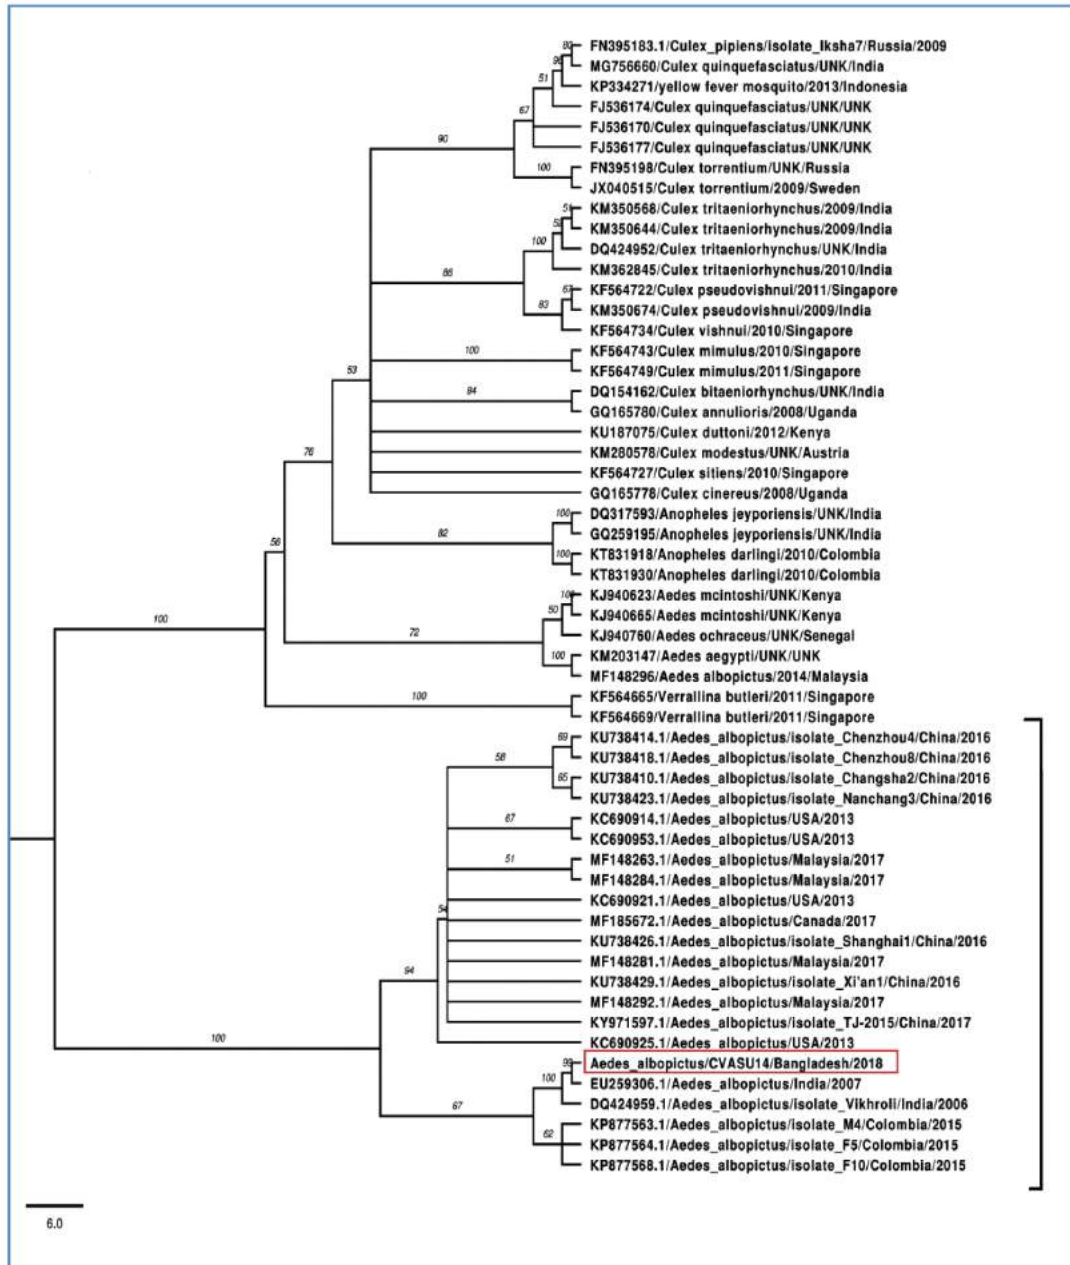 80
FN395183.1/Culex_pipiens/isolate_Iksha7/Russia/2009
96
MG756660/Culex quinquefasciatus/UNK/India
51
KP334271/yellow fever mosquito/2013/Indonesia
FJ536174/Culex quinquefasciatus/UNK/UNK
67
FJ536170/Culex quinquefasciatus/UNK/UNK
90
FJ536177/Culex quinquefasciatus/UNK/UNK
100
FN395198/Culex torrentium/UNK/Russia
JX040515/Culex torrentium/2009/Sweden
51
KM350568/Culex tritaeniorhynchus/2009/India
KM350644/Culex tritaeniorhynchus/2009/India
100
DQ424952/Culex tritaeniorhynchus/UNK/India
86
KM362845/Culex tritaeniorhynchus/2010/India
67
KF564722/Culex pseudovishnui/2011/Singapore
83
KM350674/Culex pseudovishnui/2009/India
KF564734/Culex vishnui/2010/Singapore
100
KF564743/Culex mimulus/2010/Singapore
53
KF564749/Culex mimulus/2011/Singapore
94
DQ154162/Culex bitaeniorhynchus/UNK/India
GQ165780/Culex annulioris/2008/Uganda
KU187075/Culex duttoni/2012/Kenya
76
KM280578/Culex modestus/UNK/Austria
KF564727/Culex sitiens/2010/Singapore
GQ165778/Culex cinereus/2008/Uganda
100
DQ317593/Anopheles jeyporiensis/UNK/India
82
GQ259195/Anopheles jeyporiensis/UNK/India
58
100
KT831918/Anopheles darlingi/2010/Colombia
KT831930/Anopheles darlingi/2010/Colombia
100
KJ940623/Aedes mcintoshi/UNK/Kenya
50
KJ940665/Aedes mcintoshi/UNK/Kenya
100
72
KJ940760/Aedes ochraceus/UNK/Senegal
100
KM203147/Aedes aegypti/UNK/UNK
MF148296/Aedes albopictus/2014/Malaysia
100
KF564665/Verrallina butleri/2011/Singapore
KF564669/Verrallina butleri/2011/Singapore
69
KU738414.1/Aedes_albopictus/isolate_Chenzhou4/China/2016
58
KU738418.1/Aedes_albopictus/isolate_Chenzhou8/China/2016
65
KU738410.1/Aedes_albopictus/isolate_Changsha2/China/2016
KU738423.1/Aedes_albopictus/isolate_Nanchang3/China/2016
67
KC690914.1/Aedes_albopictus/USA/2013
KC690953.1/Aedes_albopictus/USA/2013
51
MF148263.1/Aedes_albopictus/Malaysia/2017
MF148284.1/Aedes_albopictus/Malaysia/2017
KC690921.1/Aedes_albopictus/USA/2013
54
MF185672.1/Aedes_albopictus/Canada/2017
KU738426.1/Aedes_albopictus/isolate_Shanghai1/China/2016
94
MF148281.1/Aedes_albopictus/Malaysia/2017
KU738429.1/Aedes_albopictus/isolate_Xi'an1/China/2016
MF148292.1/Aedes_albopictus/Malaysia/2017
KY971597.1/Aedes_albopictus/isolate_TJ-2015/China/2017
100
KC690925.1/Aedes_albopictus/USA/2013
99
Aedes_albopictus/CVASU14/Bangladesh/2018
100
EU259306.1/Aedes_albopictus/India/2007
67
DQ424959.1/Aedes_albopictus/isolate_Vikhroli/India/2006
KP877563.1/Aedes_albopictus/isolate_M4/Colombia/2015
62
KP877564.1/Aedes_albopictus/isolate_F5/Colombia/2015
KP877568.1/Aedes_albopictus/isolate_F10/Colombia/2015
6.0